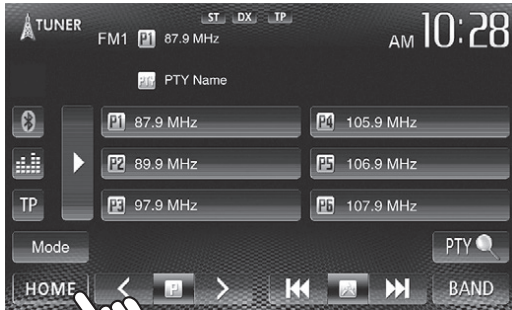 TUNER
ST DX TP
FM1 P1 87.9 MHz
AM 10:28
PTY PTY Name
P1 87.9 MHz
P4 105.9 MHz
P2 89.9 MHz
P5 106.9 MHz
TP
P3 97.9 MHz
P6 107.9 MHz
Mode
PTY
HOME
P
BAND